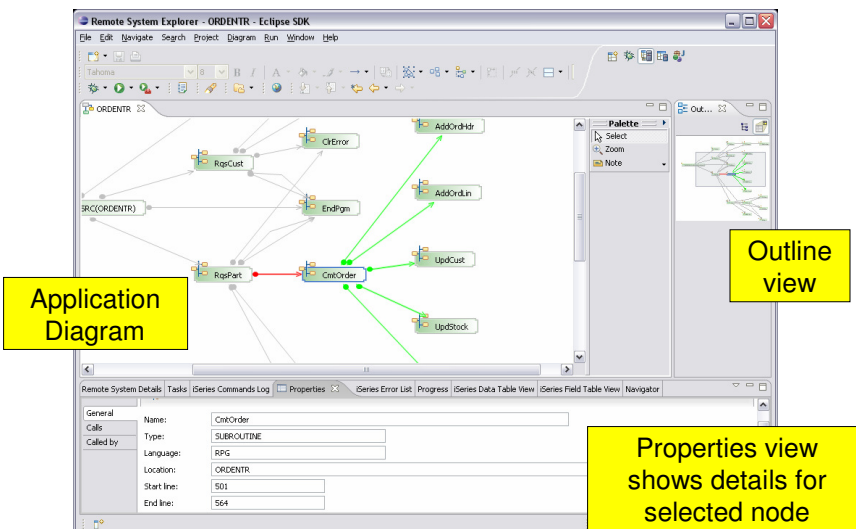 Remote System Explorer - ORDENTR - Eclipse SDK
File Edit Navigate Search Project Diagram Run Window Help
Tahoma 8 B I A
ORDENTR
Out...
AddOrdHdr
ClrError
RqsCust
AddOrdLin
SRC(ORDENTR)
EndPgm
UpdCust
RqsPart
CmtOrder
UpdStock
Palette
Select
Zoom
Note
Outline
view
Application
Diagram
Remote System Details Tasks iSeries Commands Log Properties iSeries Error List Progress iSeries Data Table View iSeries Field Table View Navigator
General
Calls
Called by
Name: CmtOrder
Type: SUBROUTINE
Language: RPG
Location: ORDENTR
Start line: 501
End line: 564
Properties view
shows details for
selected node